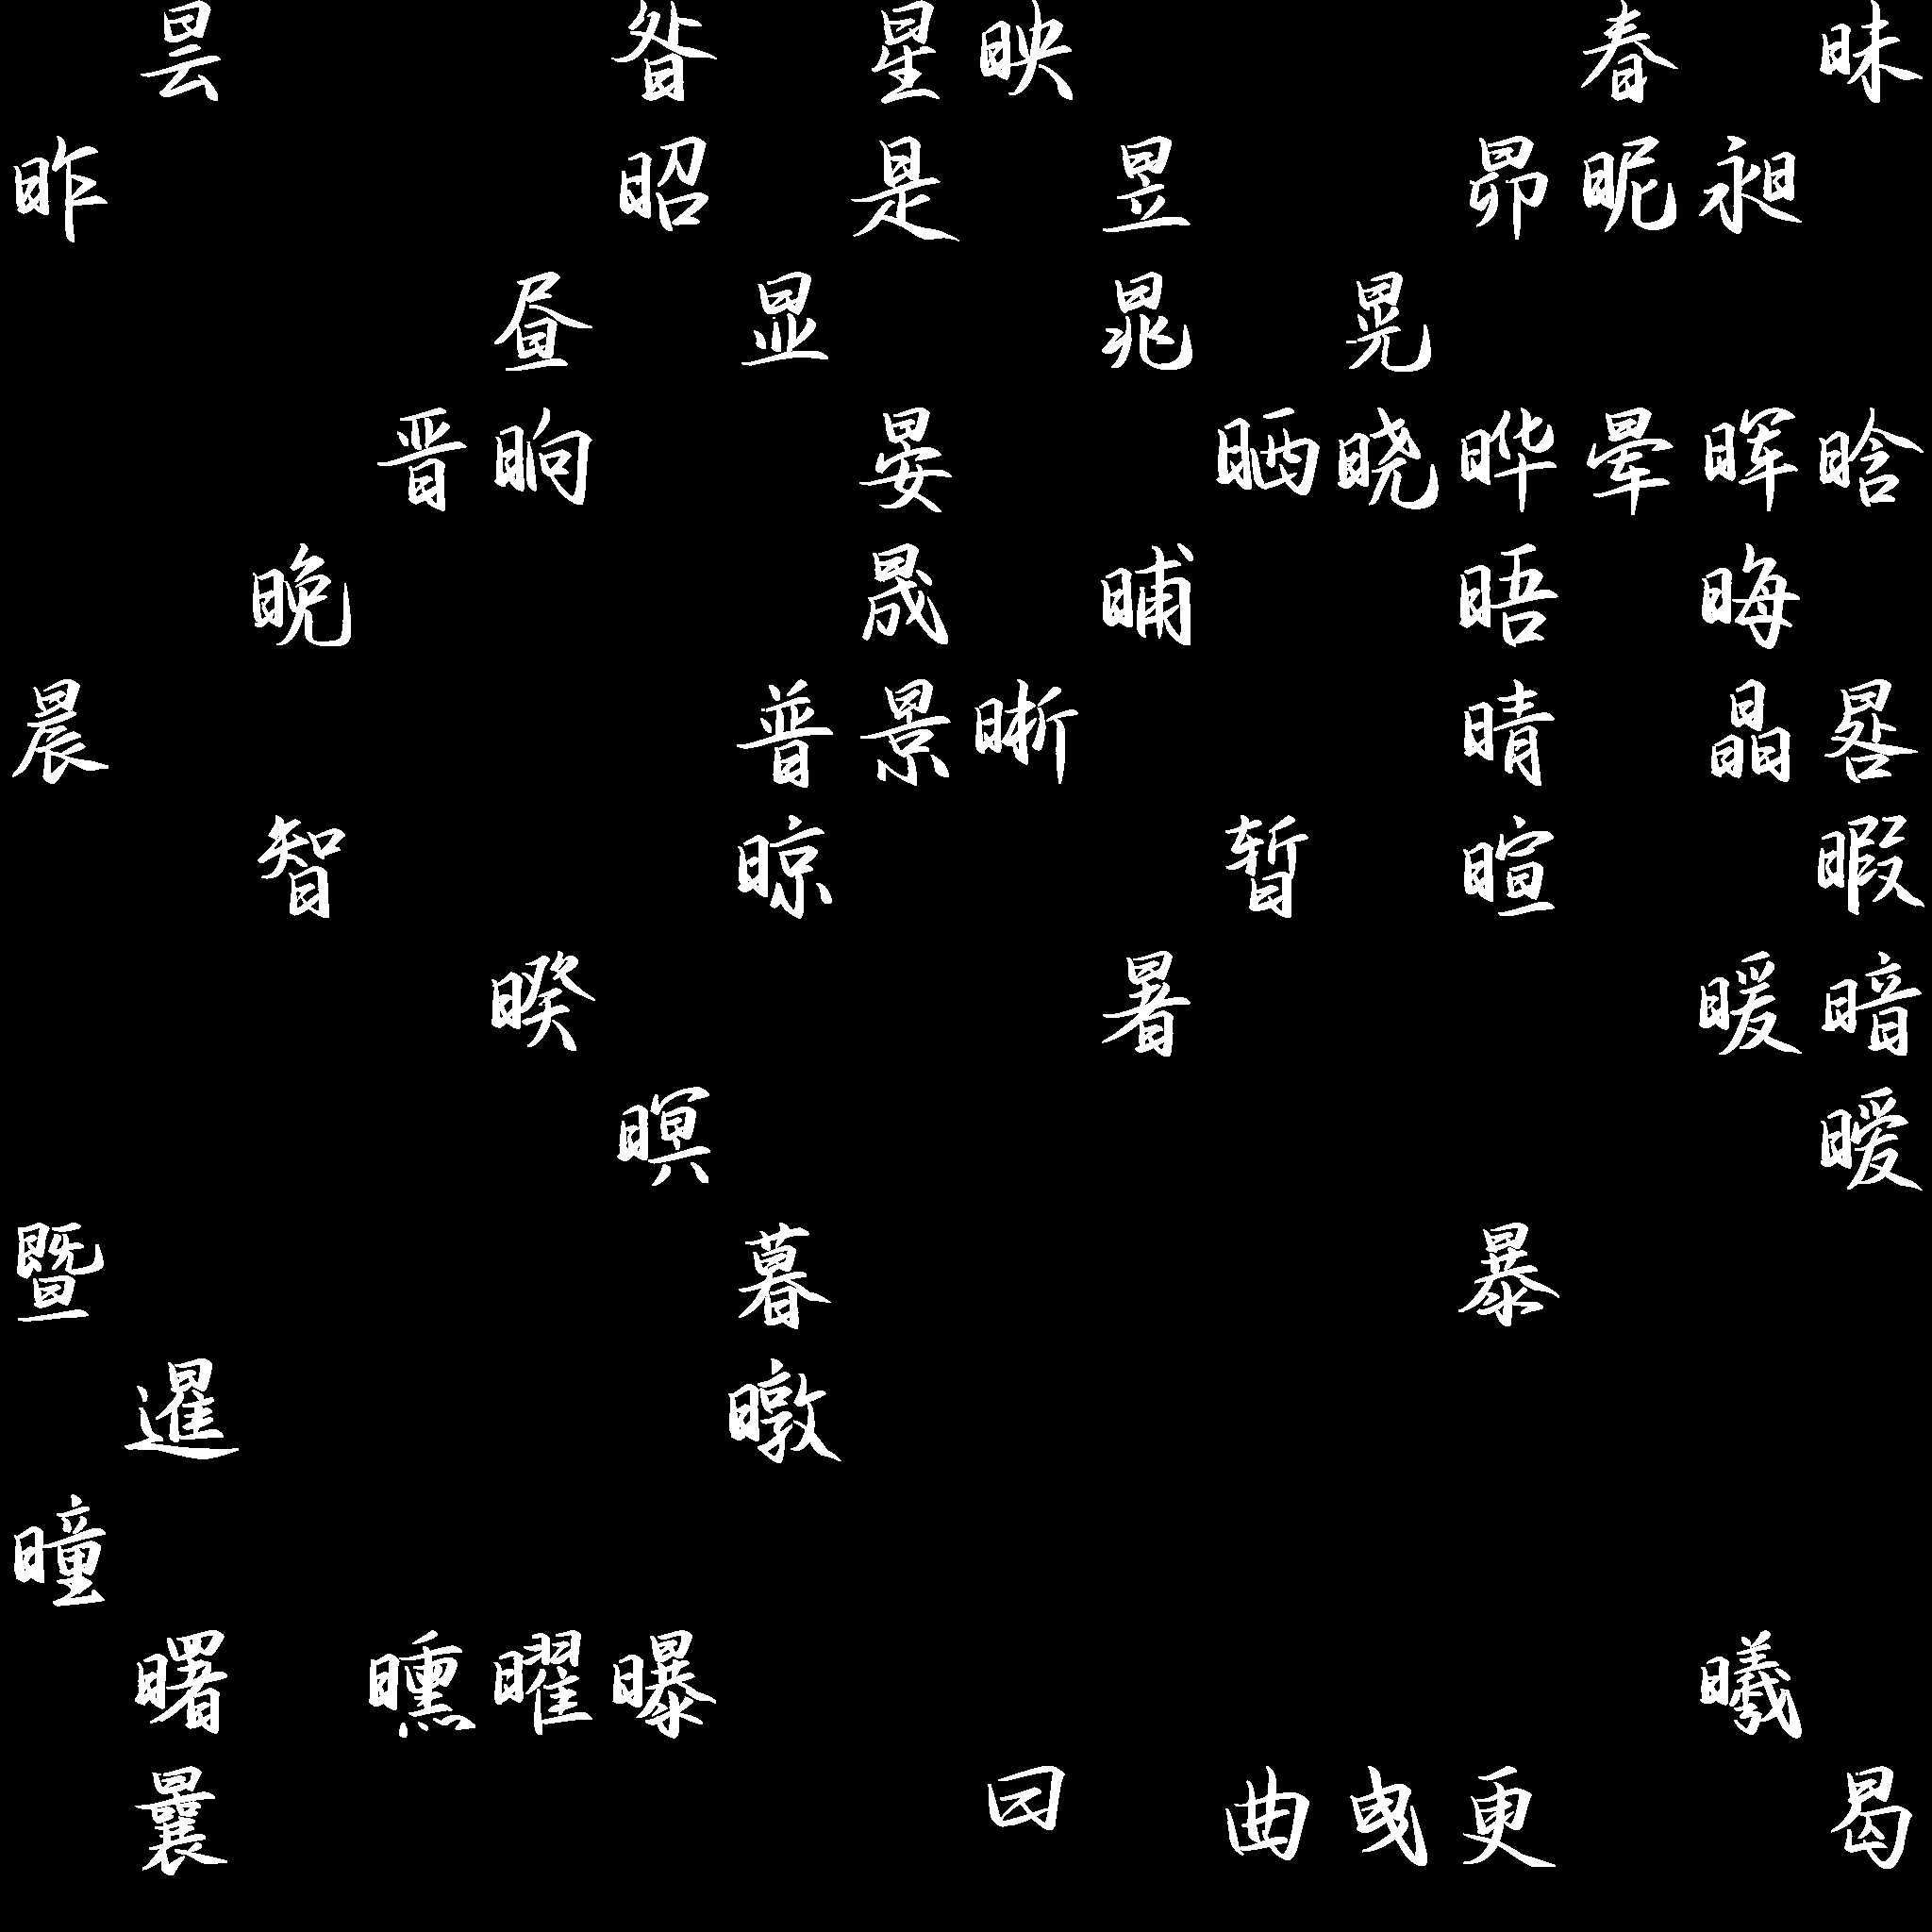 昙昝星映春昧
昨昭是昱昴昵昶
昼显晁晃
晋晌晏晒晓晔晕晖晗
晚晟晡晤晦
晨普景晰晴晶晷
智晾暂暄暇
暌暑暖暗
暝暧
暨暮暴
暹暾
曈
曙曛曜曝曦
曩曰曲曳更曷